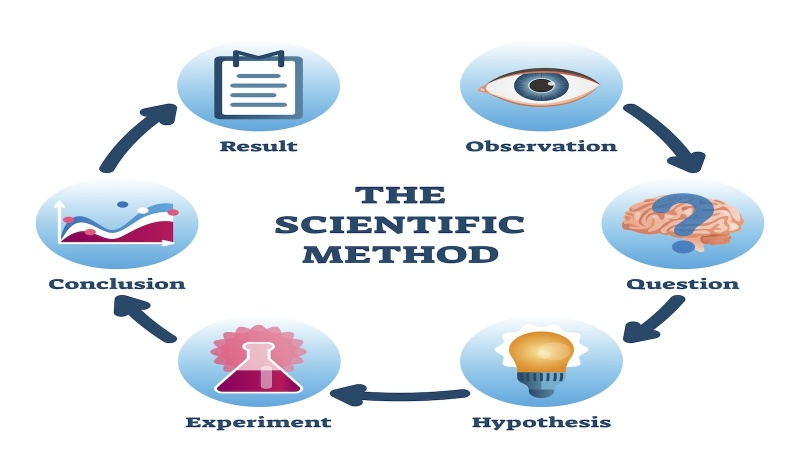 Result
Observation
THE
SCIENTIFIC
METHOD
Conclusion
Question
Experiment
Hypothesis